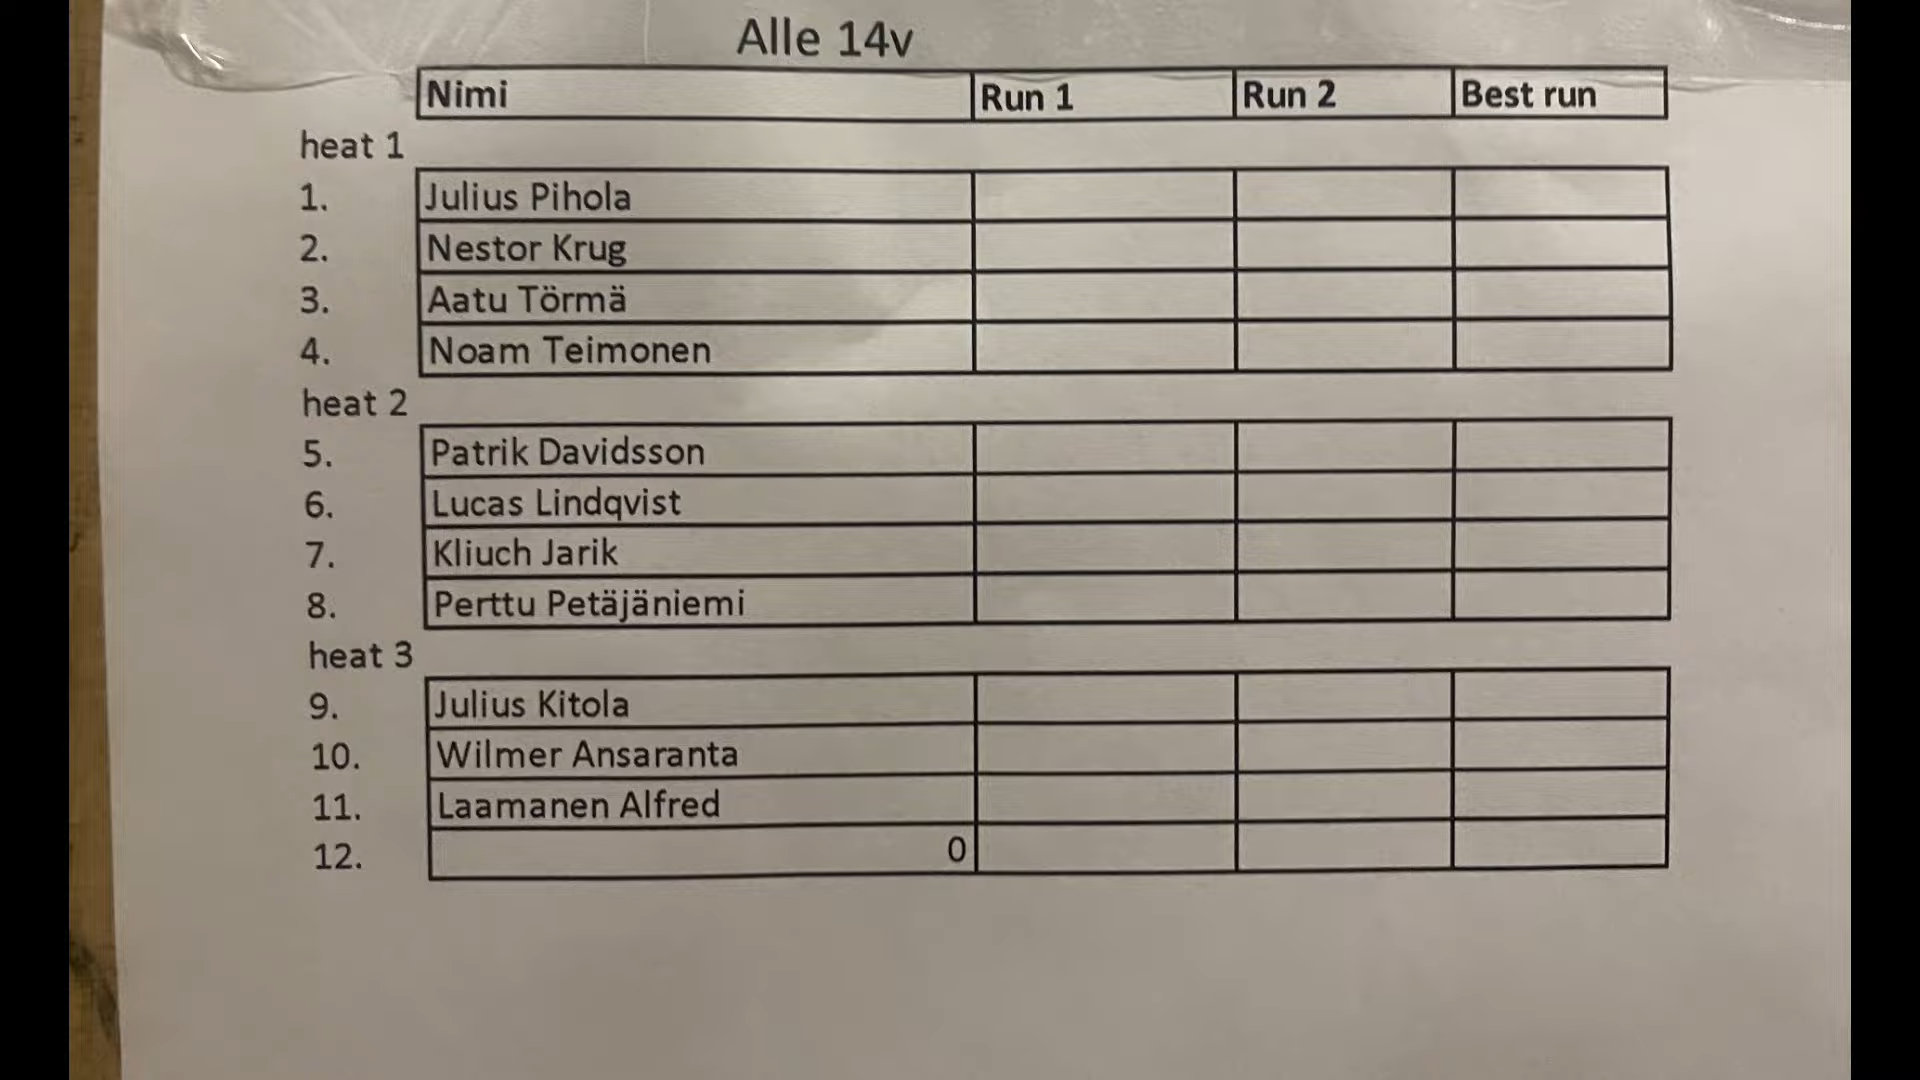 Alle 14v
Nimi Run 1 Run 2 Best run
heat 1
1. Julius Pihola
2. Nestor Krug
3. Aatu Törmä
4. Noam Teimonen
heat 2
5. Patrik Davidsson
6. Lucas Lindqvist
7. Kliuch Jarik
8. Perttu Petäjäniemi
heat 3
9. Julius Kitola
10. Wilmer Ansaranta
11. Laamanen Alfred
12. 0